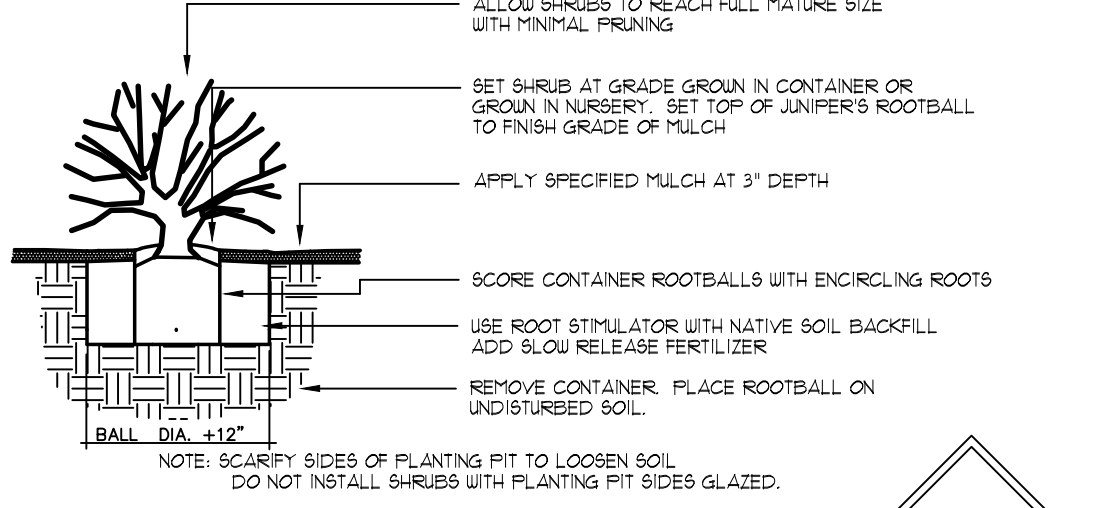 ALLOW SHRUBS TO REACH FULL MATURE SIZE
WITH MINIMAL PRUNING
SET SHRUB AT GRADE GROWN IN CONTAINER OR
GROWN IN NURSERY. SET TOP OF JUNIPER'S ROOTBALL
TO FINISH GRADE OF MULCH
APPLY SPECIFIED MULCH AT 3" DEPTH
SCORE CONTAINER ROOTBALLS WITH ENCIRCLING ROOTS
USE ROOT STIMULATOR WITH NATIVE SOIL BACKFILL
ADD SLOW RELEASE FERTILIZER
REMOVE CONTAINER. PLACE ROOTBALL ON
UNDISTURBED SOIL.
BALL DIA. +12"
NOTE: SCARIFY SIDES OF PLANTING PIT TO LOOSEN SOIL
DO NOT INSTALL SHRUBS WITH PLANTING PIT SIDES GLAZED.